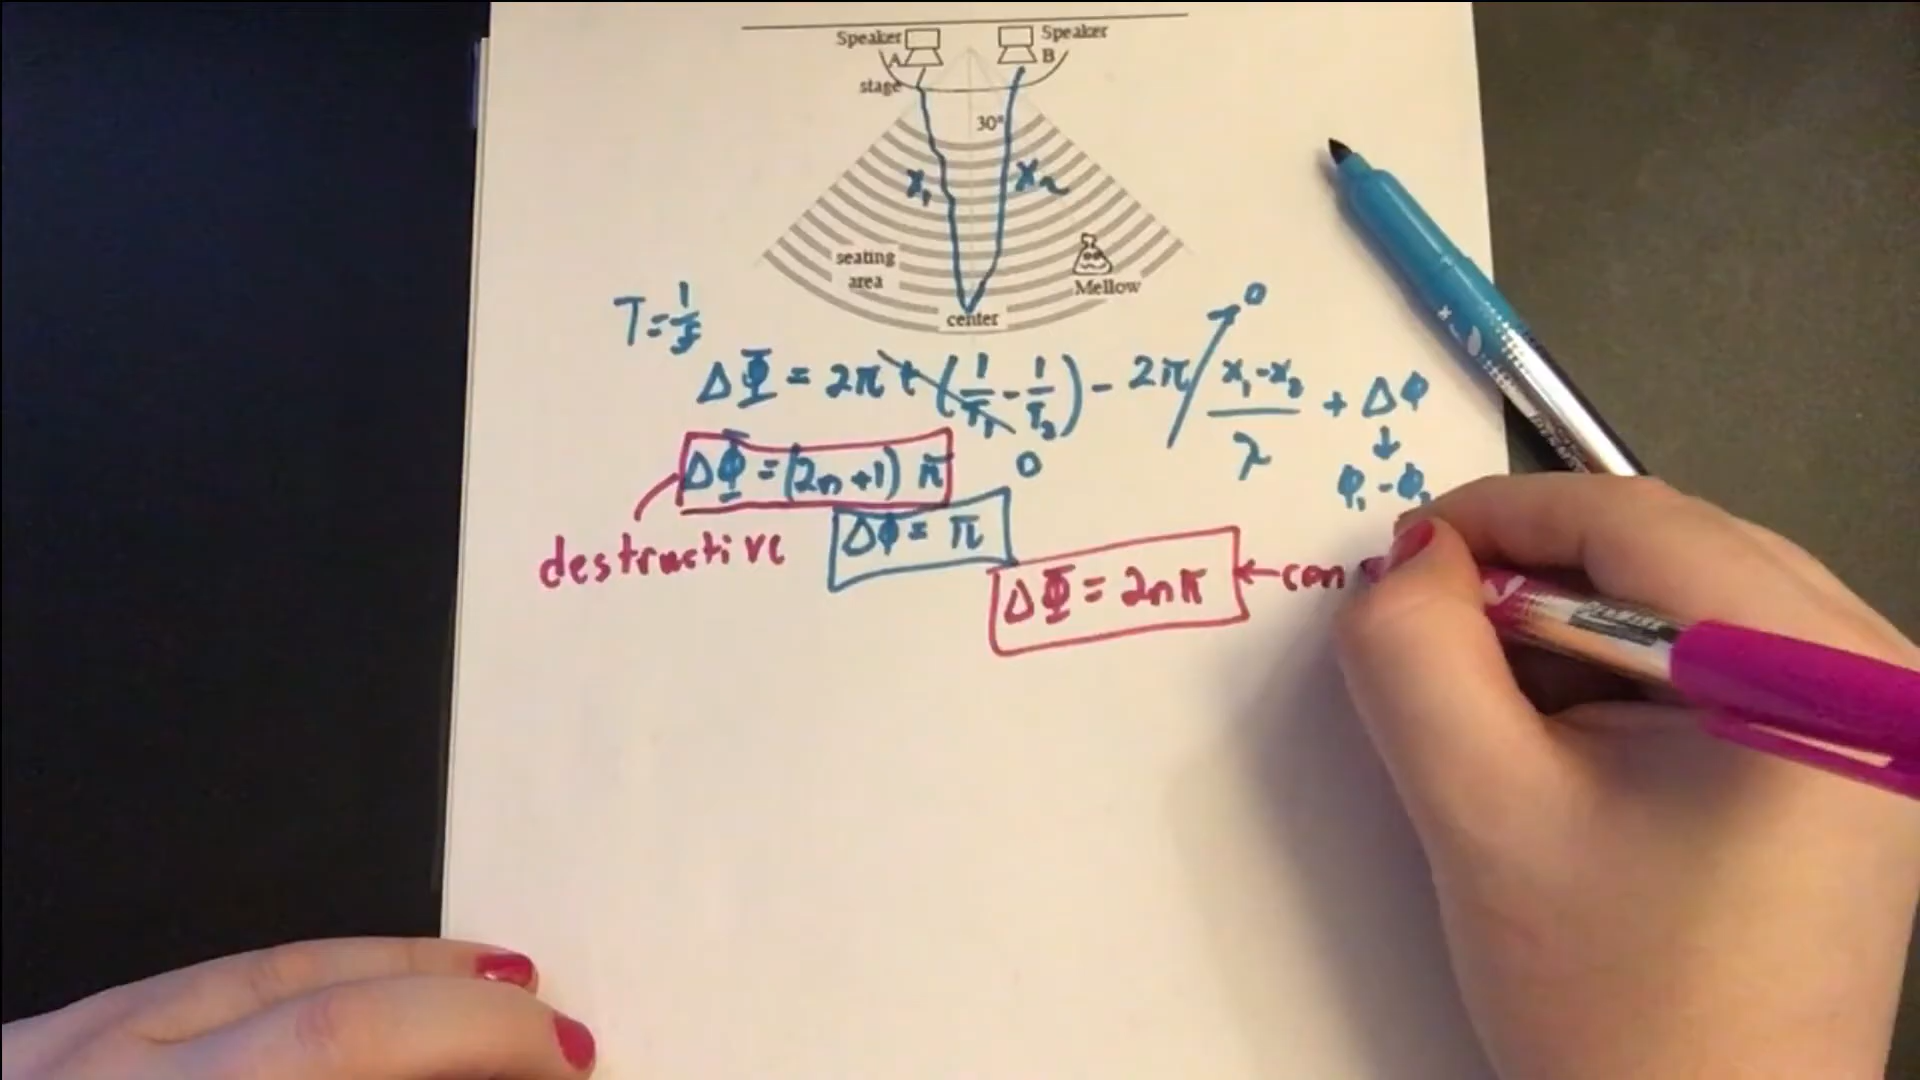 Speaker A
Speaker B
stage
30°
x₁ x₂
seating area
Mellow
center
T = 1/f
ΔΦ = 2πt (1/T₁ - 1/T₂) - 2π (x₁ - x₂)/λ + Δϕ
0
0
↓
ϕ₁ - ϕ₂
ΔΦ = (2n+1) π
destructive
Δϕ = π
ΔΦ = 2nπ ← con